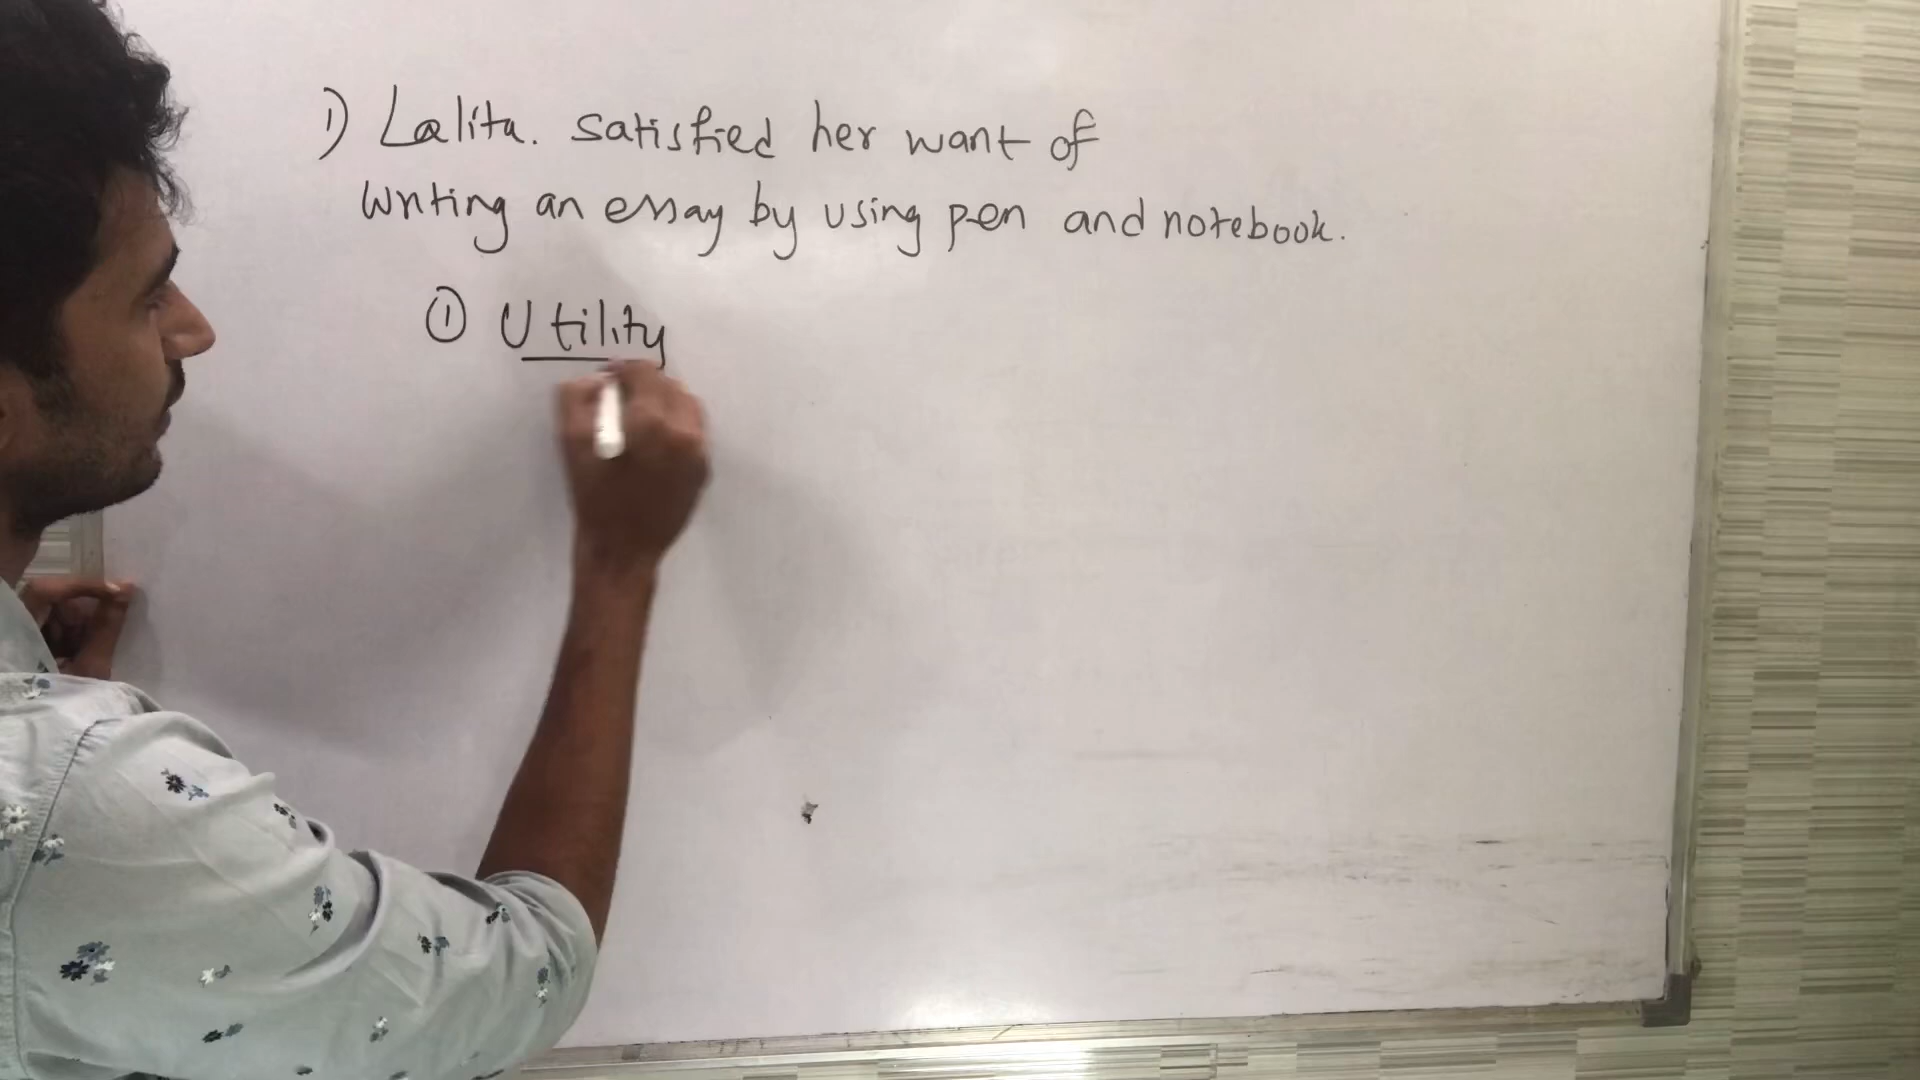 1) Lalita. satisfied her want of
writing an essay by using pen and notebook.
① Utility